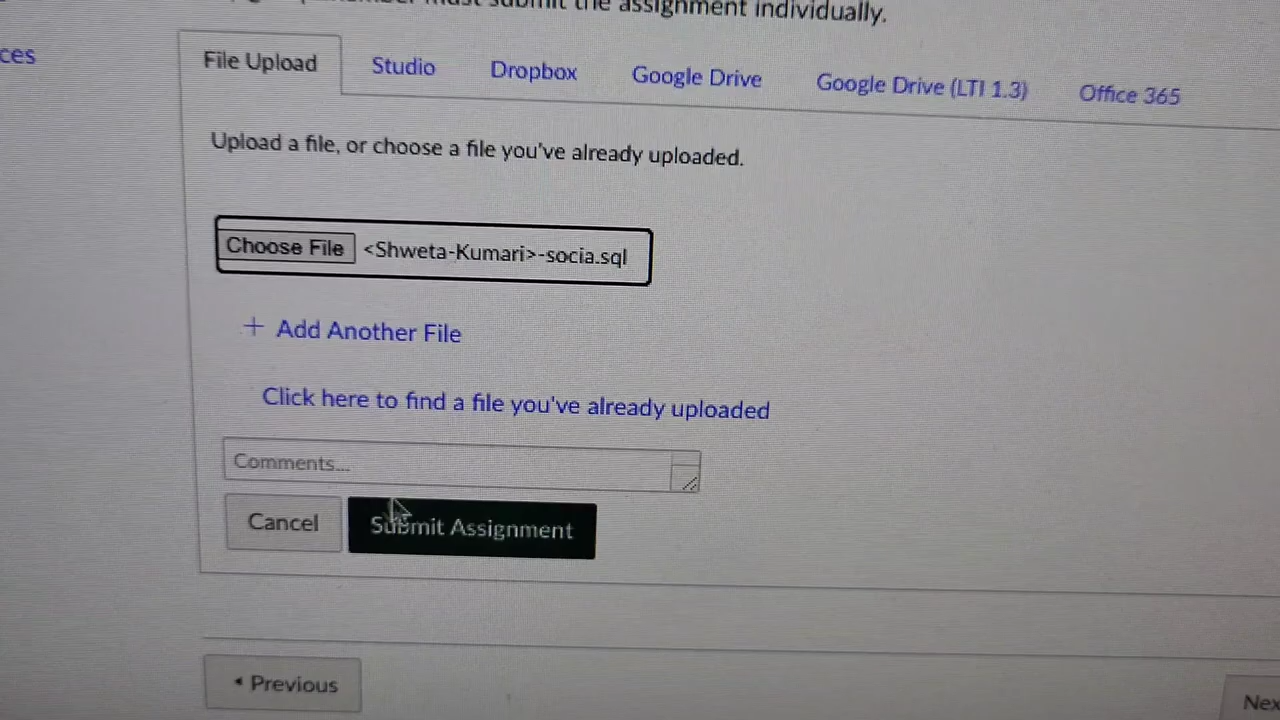 must submit the assignment individually.
ces
File Upload Studio Dropbox Google Drive Google Drive (LTI 1.3) Office 365
Upload a file, or choose a file you've already uploaded.
Choose File <Shweta-Kumari>-socia.sql
+ Add Another File
Click here to find a file you've already uploaded
Comments...
Cancel Submit Assignment
Previous
Nex